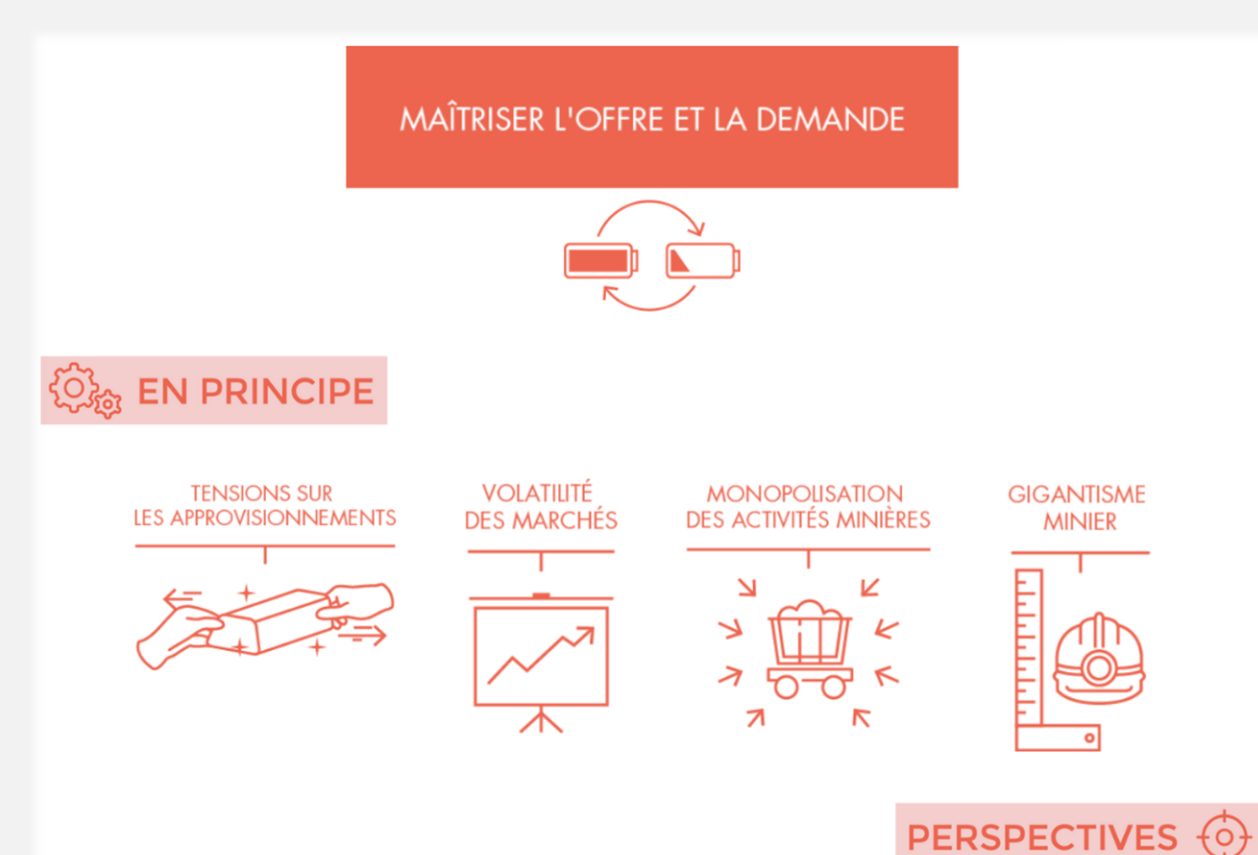 MAÎTRISER L'OFFRE ET LA DEMANDE
EN PRINCIPE
TENSIONS SUR
LES APPROVISIONNEMENTS
VOLATILITÉ
DES MARCHÉS
MONOPOLISATION
DES ACTIVITÉS MINIÈRES
GIGANTISME
MINIER
PERSPECTIVES